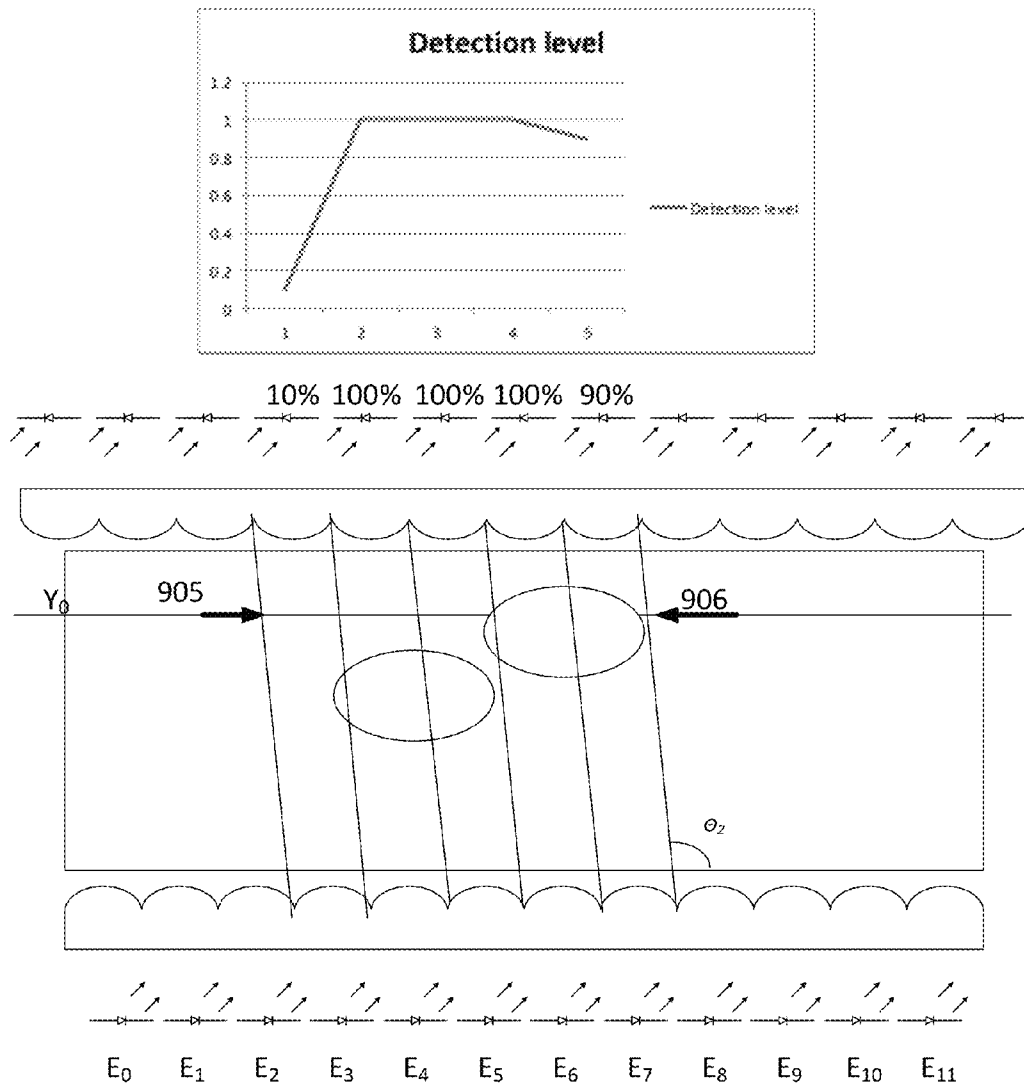 Detection level
1.2
1
0.8
0.6
0.4
0.2
0
1 2 3 4 5
Detection level
10% 100% 100% 100% 90%
Y₀ 905 906
Θ₂
E₀ E₁ E₂ E₃ E₄ E₅ E₆ E₇ E₈ E₉ E₁₀ E₁₁